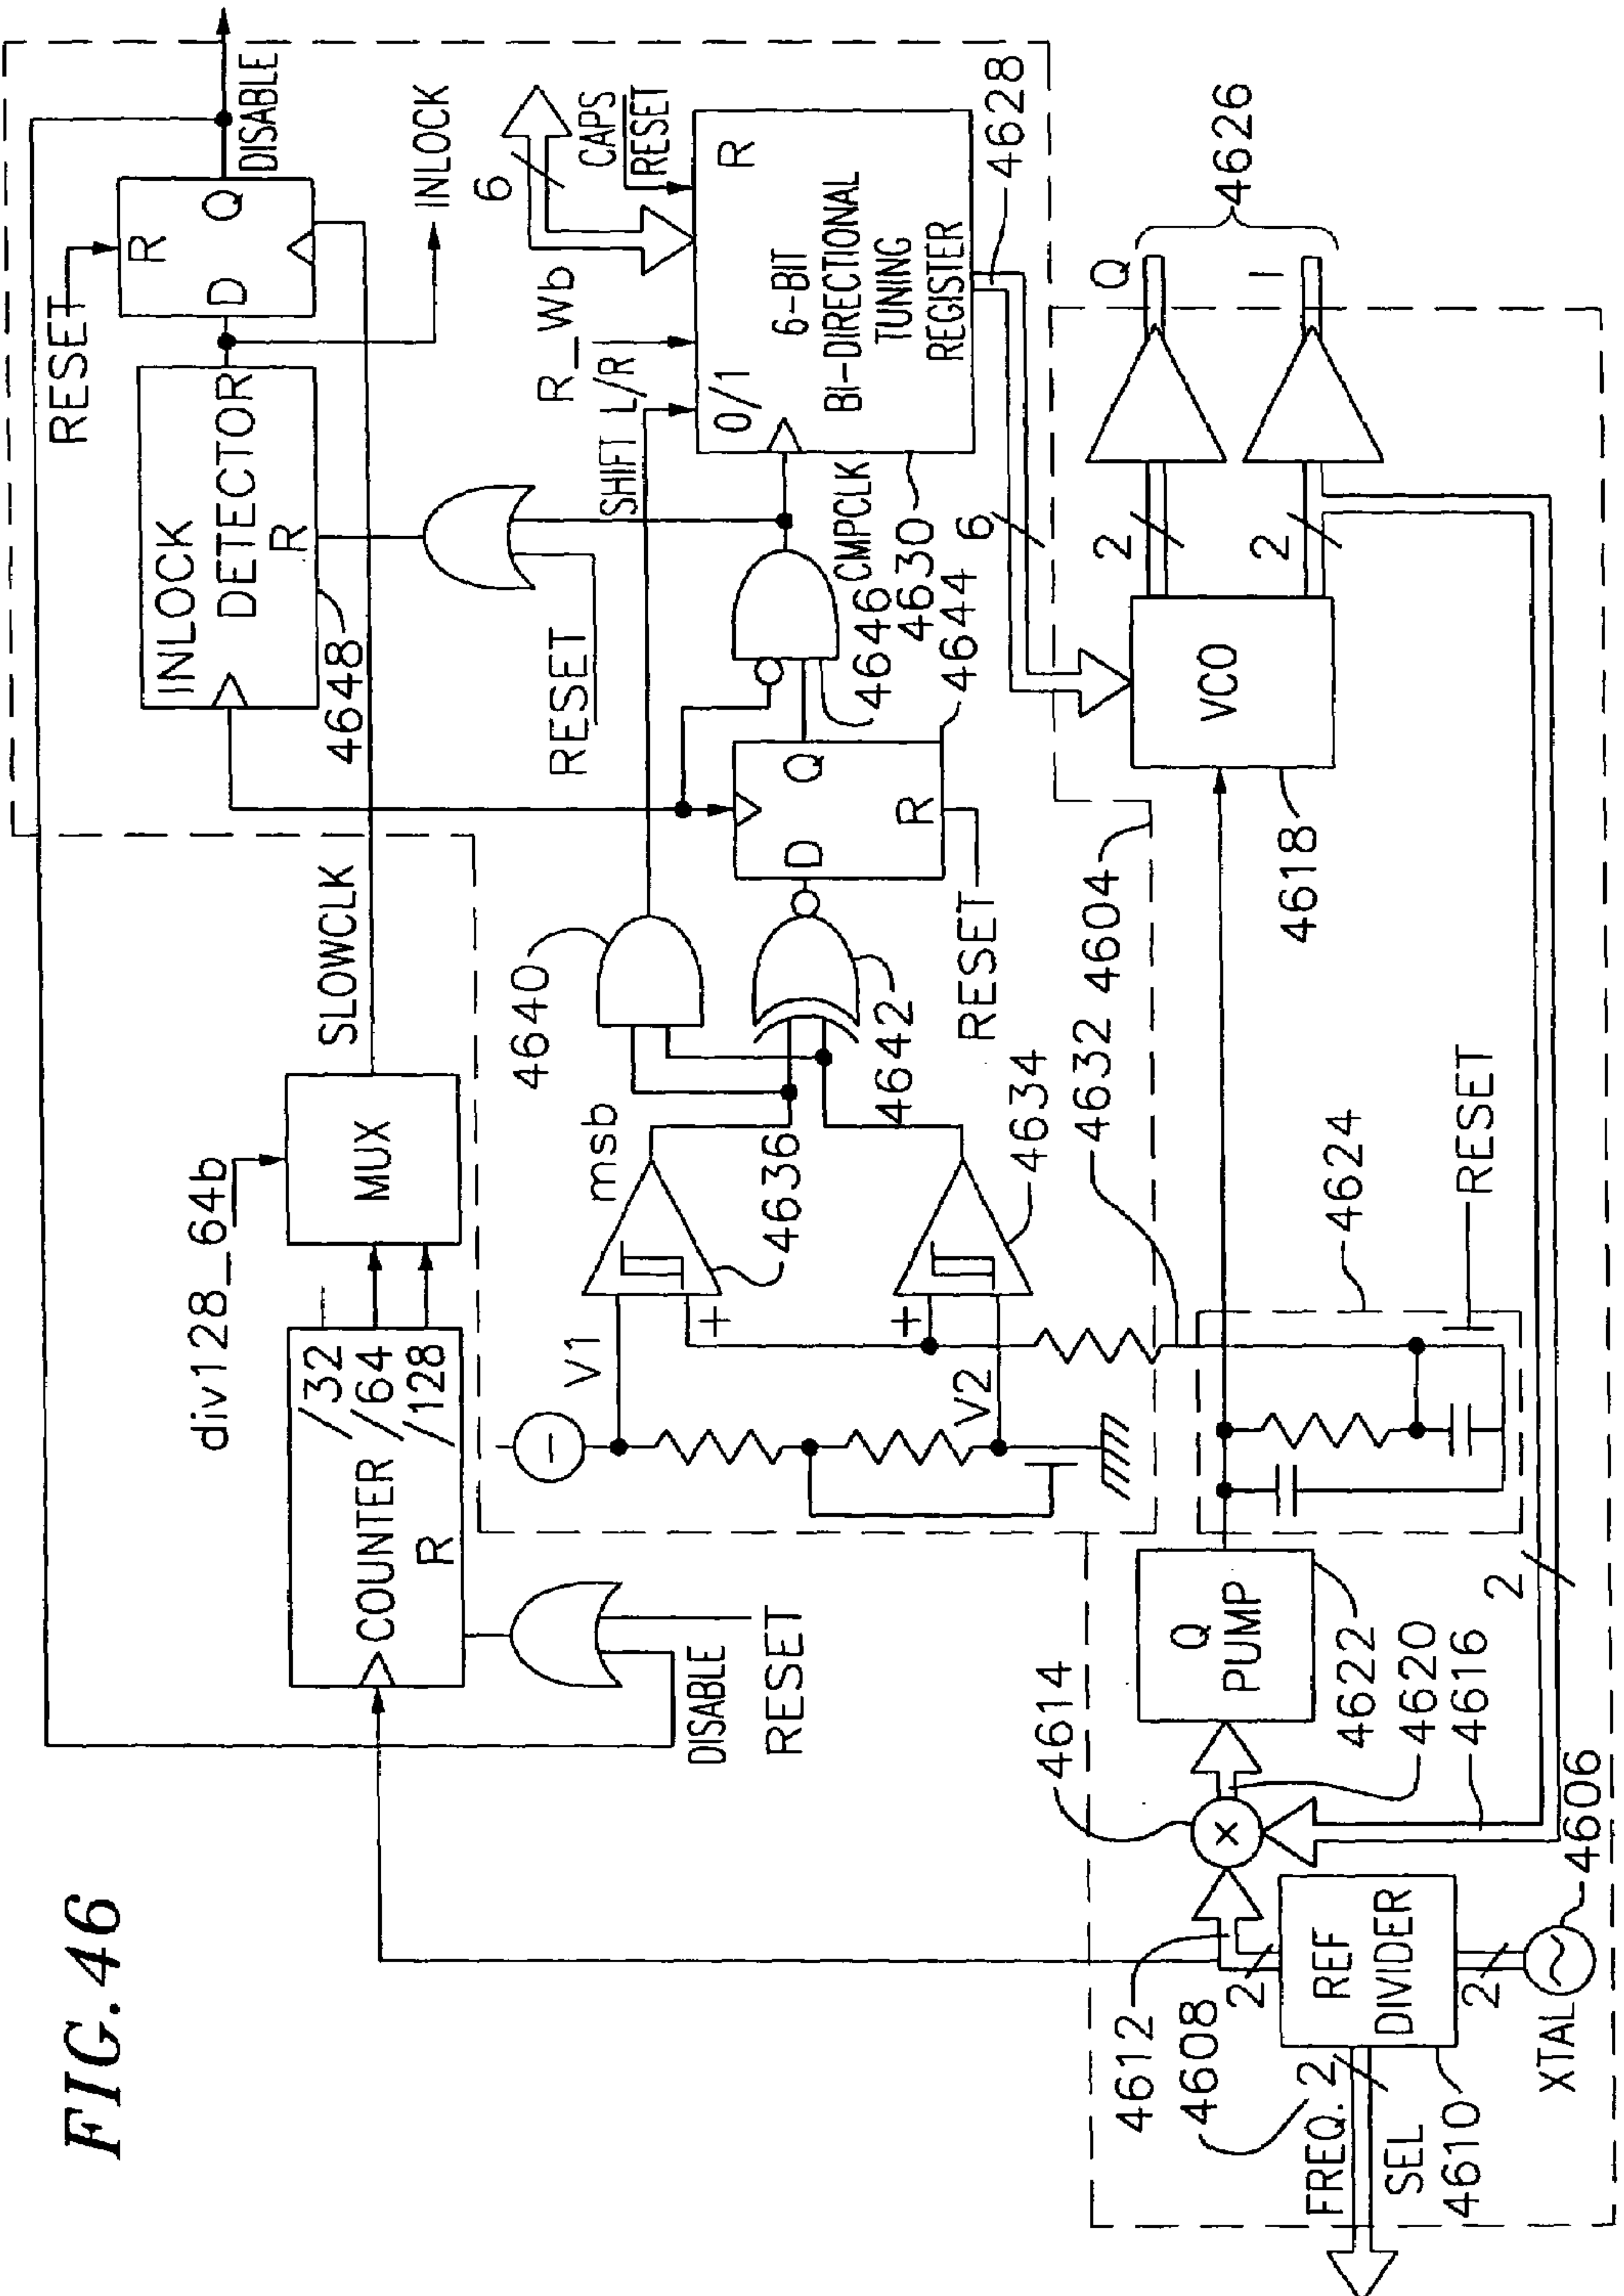 FIG.46
RESET
R
D
Q
DISABLE
INLOCK
DETECTOR
R
4648
INLOCK
RESET
6
CAPS
RESET
R_Wb
SHIFT L/R
0/1
R
6-BIT
BI-DIRECTIONAL
TUNING
REGISTER
4628
CMPCLK
4646
4630
4644
6
D
Q
R
RESET
SLOWCLK
div128_64b
MUX
COUNTER
/32
/64
/128
R
DISABLE
RESET
4640
4642
msb
4636
4634
V1
+
+
V2
4632
4604
4624
RESET
Q
PUMP
4622
4620
4616
4614
4612
4608
2
REF
DIVIDER
FREQ.
2
SEL
4610
2
XTAL
4606
2
VCO
4618
2
2
Q
I
4626